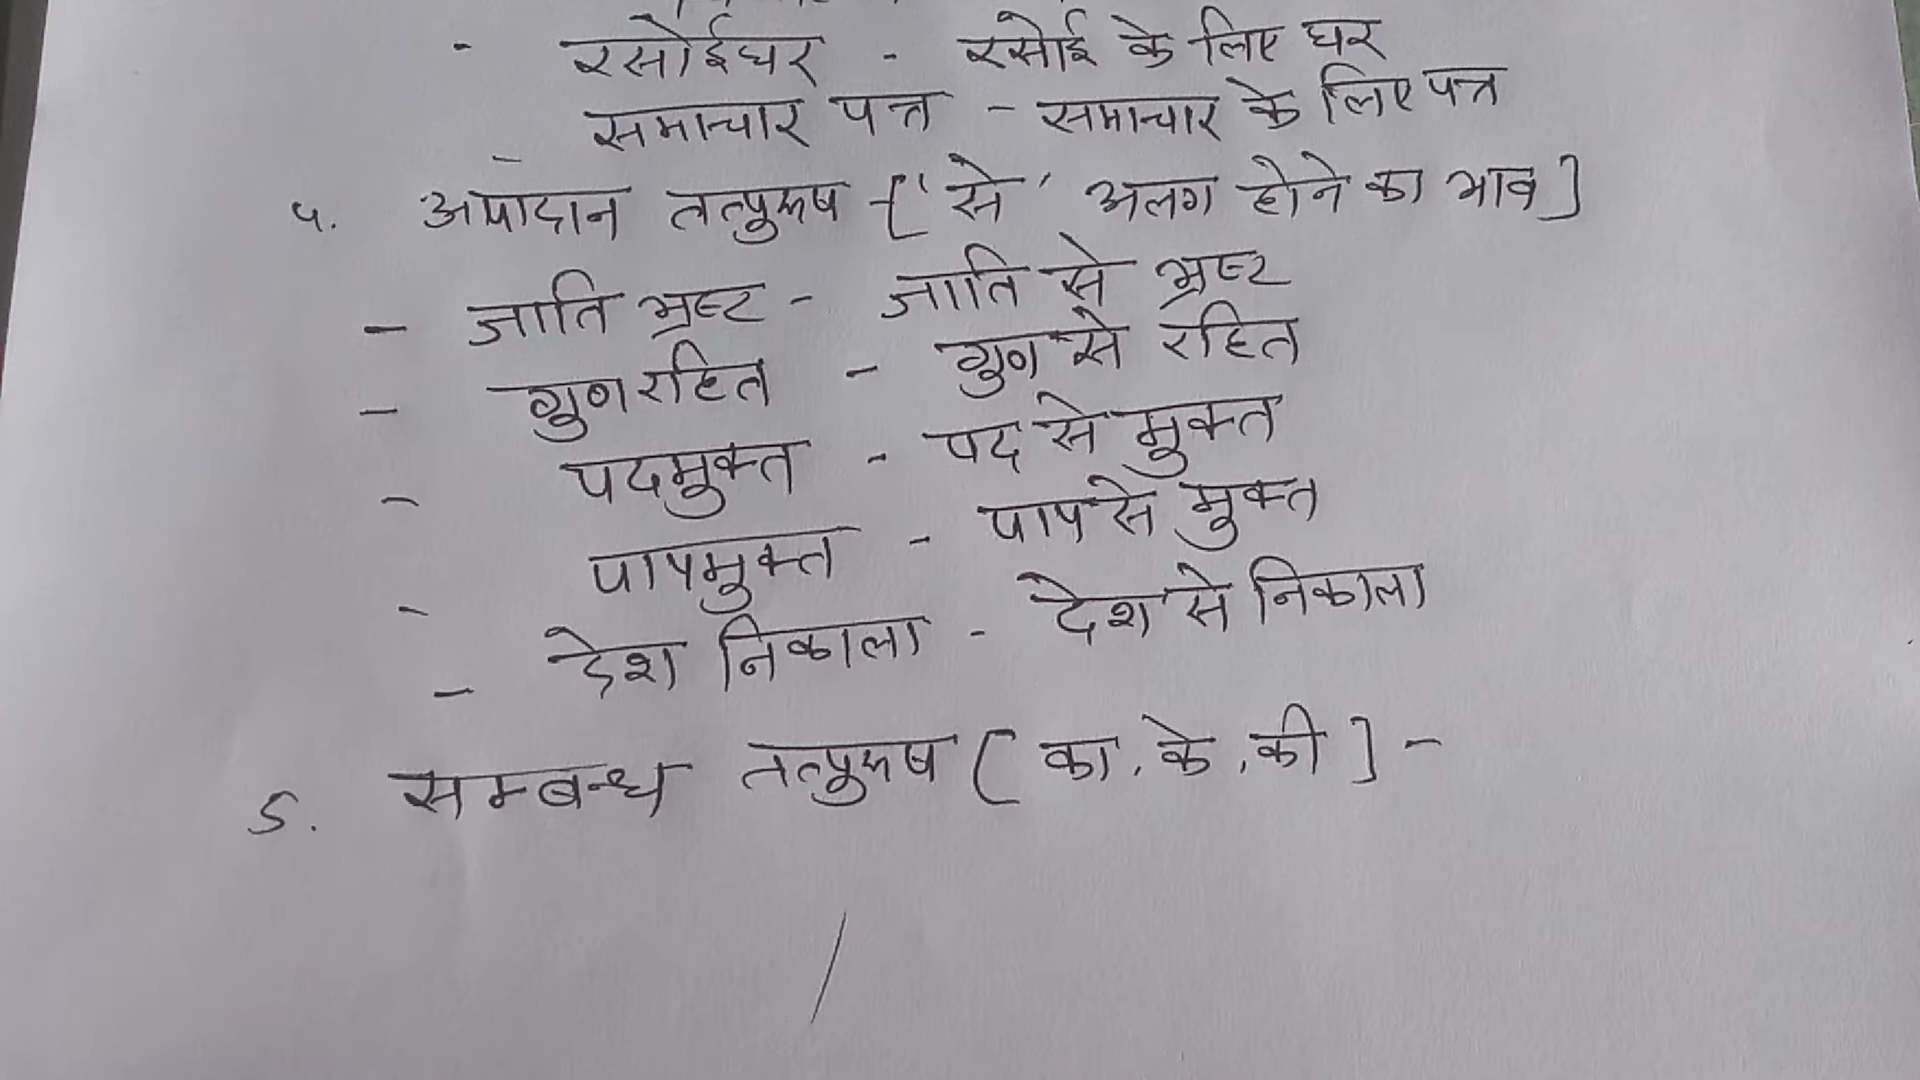 - रसोईघर - रसोई के लिए घर
- समाचार पत्र - समाचार के लिए पत्र
५. अपादान तत्पुरुष - ['से' अलग होने का भाव]
- जाति भ्रष्ट - जाति से भ्रष्ट
- गुणरहित - गुण से रहित
- पदमुक्त - पद से मुक्त
- पापमुक्त - पाप से मुक्त
- देश निकाला - देश से निकाला
5. सम्बन्ध तत्पुरुष [का, के, की] -